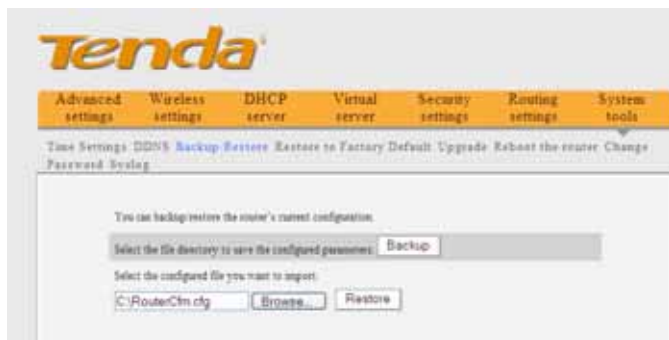 Tenda
Advanced settings Wireless settings DHCP server Virtual server Security settings Routing settings System tools
Time Settings DDNS Backup/Restore Restore to Factory Default Upgrade Reboot the router Change
Password Syslog
You can backup/restore the router's current configuration.
Select the file directory to save the configured parameters: Backup
Select the configured file you want to import:
C:\RouterCfm.cfg Browse... Restore